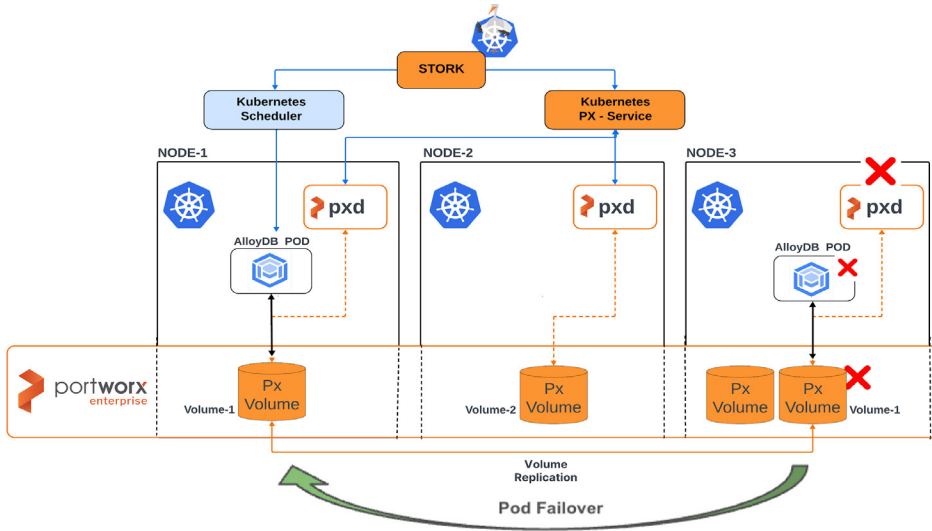 STORK
Kubernetes
Scheduler
Kubernetes
PX - Service
NODE-1
NODE-2
NODE-3
pxd
pxd
pxd
AlloyDB POD
AlloyDB POD
portworx
enterprise
Px
Volume
Volume-1
Px
Volume
Volume-2
Px
Volume
Px
Volume
Volume-1
Volume
Replication
Pod Failover